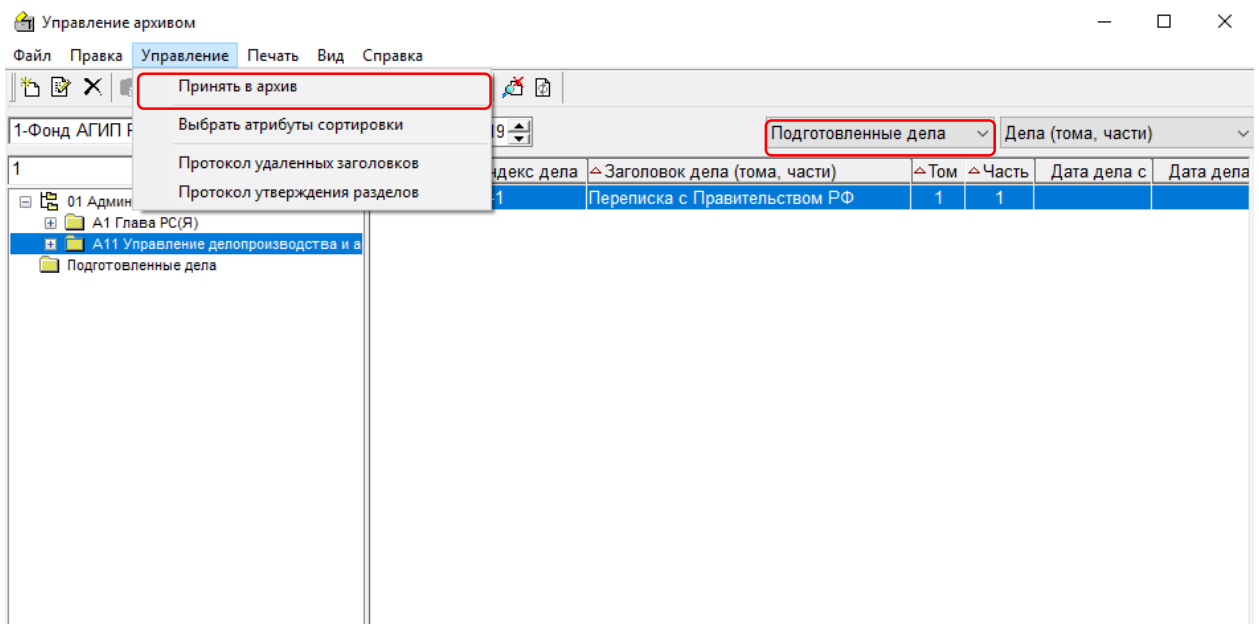 Управление архивом
Файл Правка Управление Печать Вид Справка
Принять в архив
Выбрать атрибуты сортировки
Протокол удаленных заголовков
Протокол утверждения разделов
1-Фонд АГИП 19 Подготовленные дела Дела (тома, части)
1
дела Заголовок дела (тома, части) Том Часть Дата дела с Дата дела
01 -1 Переписка с Правительством РФ 1 1
А1 Глава РС(Я)
А11 Управление делопроизводства и а
Подготовленные дела